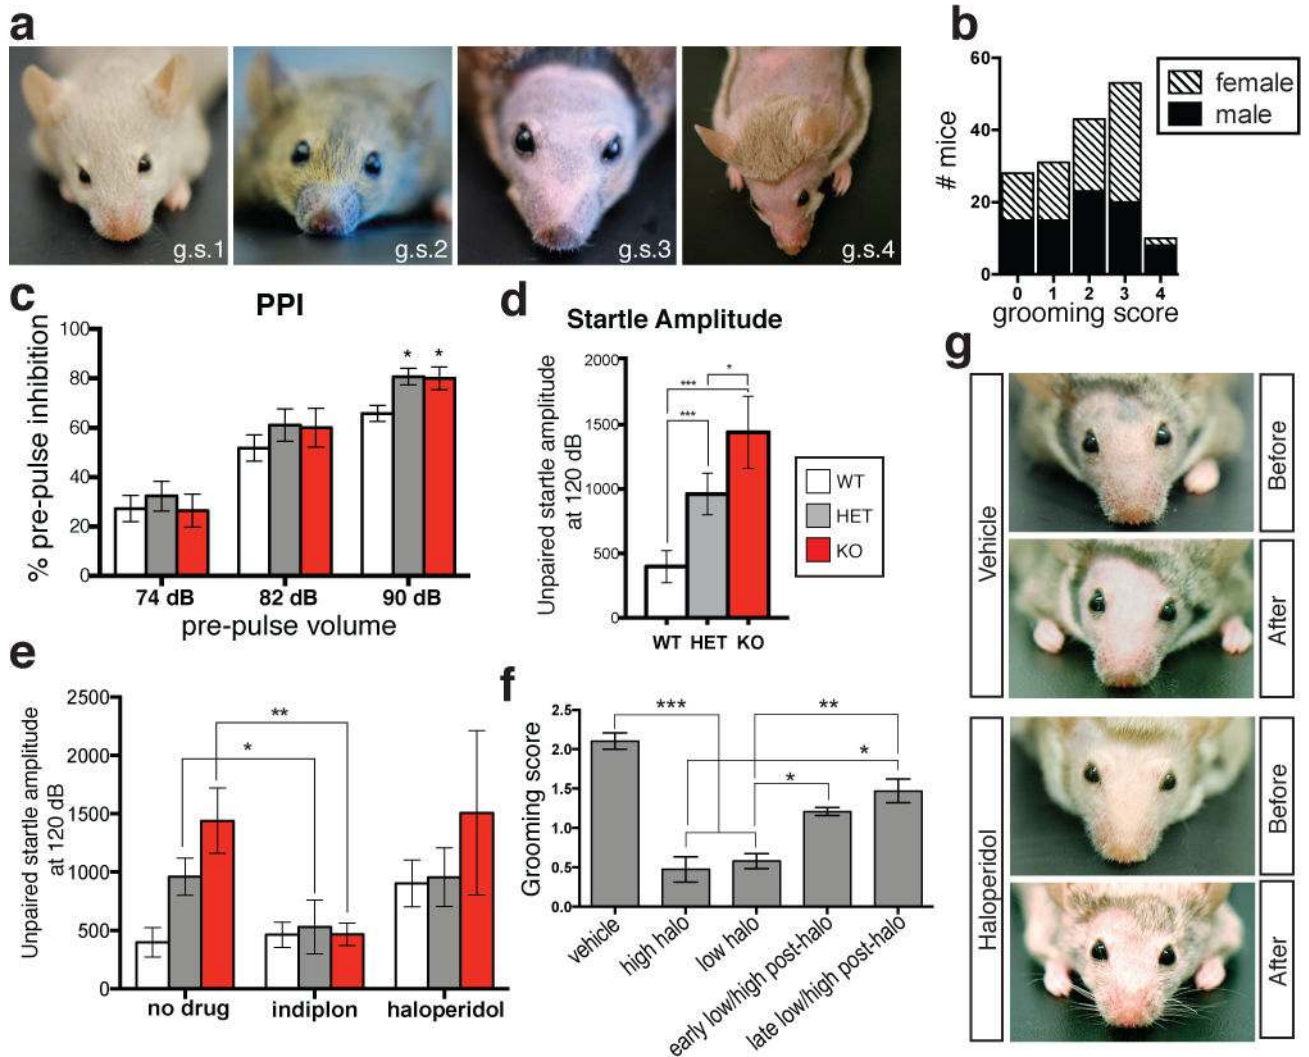 a
g.s.1
g.s.2
g.s.3
g.s.4
b
60
40
20
0
# mice
0 1 2 3 4
grooming score
female
male
c
PPI
100
80
60
40
20
0
% pre-pulse inhibition
* *
74 dB 82 dB 90 dB
pre-pulse volume
d
Startle Amplitude
2000
1500
1000
500
0
Unpaired startle amplitude
at 120 dB
*
***
***
WT HET KO
WT
HET
KO
e
2500
2000
1500
1000
500
0
Unpaired startle amplitude
at 120 dB
**
*
no drug indiplon haloperidol
f
2.5
2.0
1.5
1.0
0.5
0.0
Grooming score
***
**
*
*
vehicle
high halo
low halo
early low/high post-halo
late low/high post-halo
g
Vehicle
Before
After
Haloperidol
Before
After